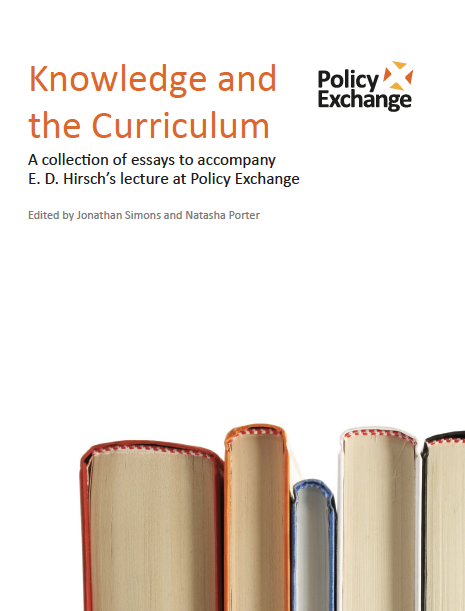 Knowledge and
the Curriculum
Policy
Exchange
A collection of essays to accompany
E. D. Hirsch's lecture at Policy Exchange
Edited by Jonathan Simons and Natasha Porter